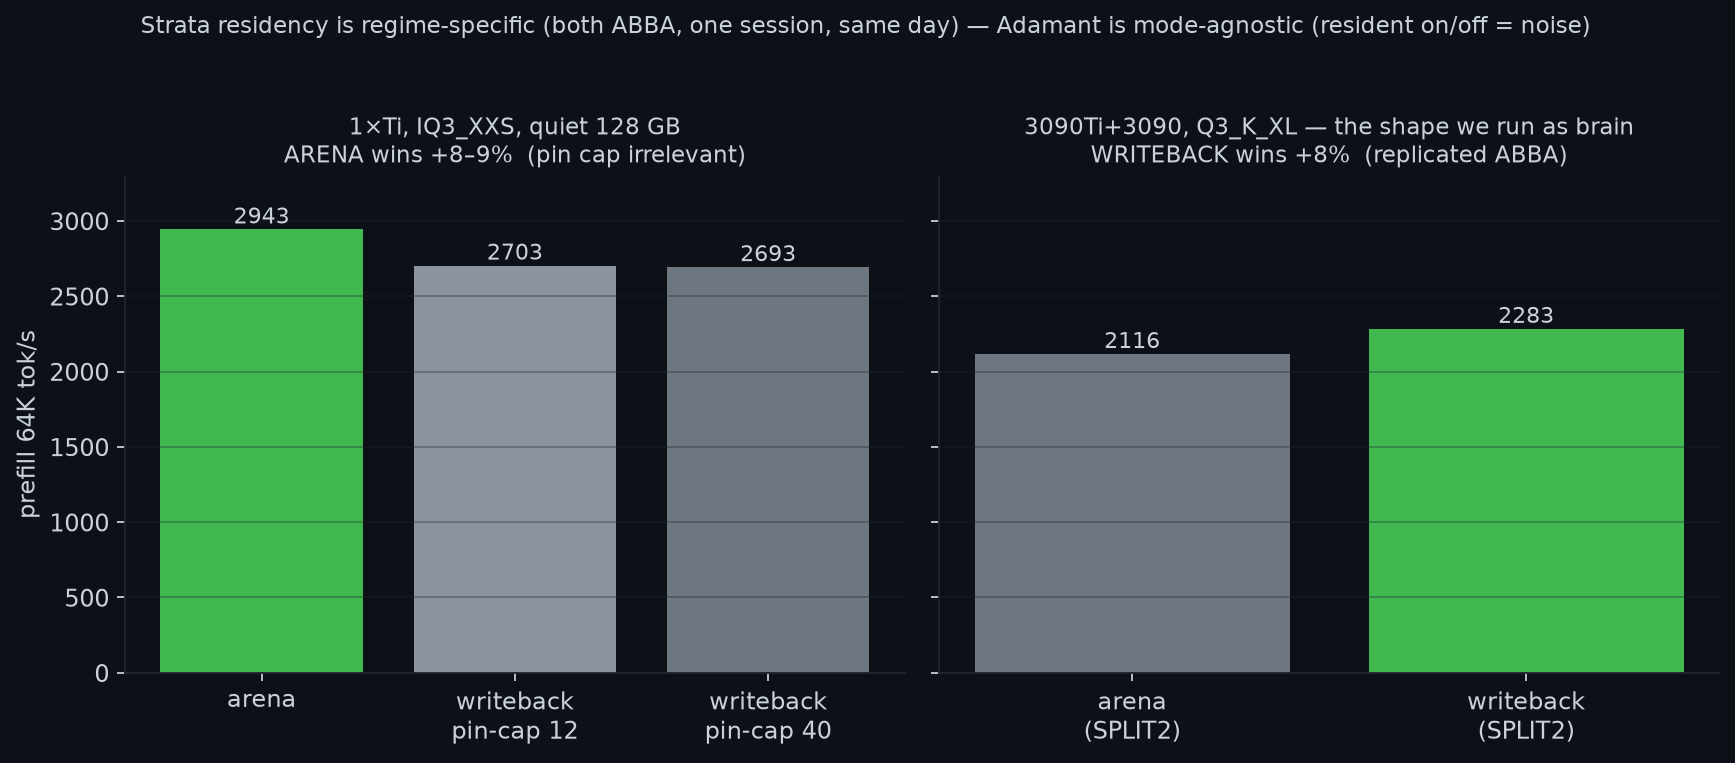 Strata residency is regime-specific (both ABBA, one session, same day) — Adamant is mode-agnostic (resident on/off = noise)
1×Ti, IQ3_XXS, quiet 128 GB
ARENA wins +8–9%  (pin cap irrelevant)
3090Ti+3090, Q3_K_XL — the shape we run as brain
WRITEBACK wins +8%  (replicated ABBA)
prefill 64K tok/s
3000
2500
2000
1500
1000
500
0
2943
2703
2693
2116
2283
arena
writeback
pin-cap 12
writeback
pin-cap 40
arena
(SPLIT2)
writeback
(SPLIT2)